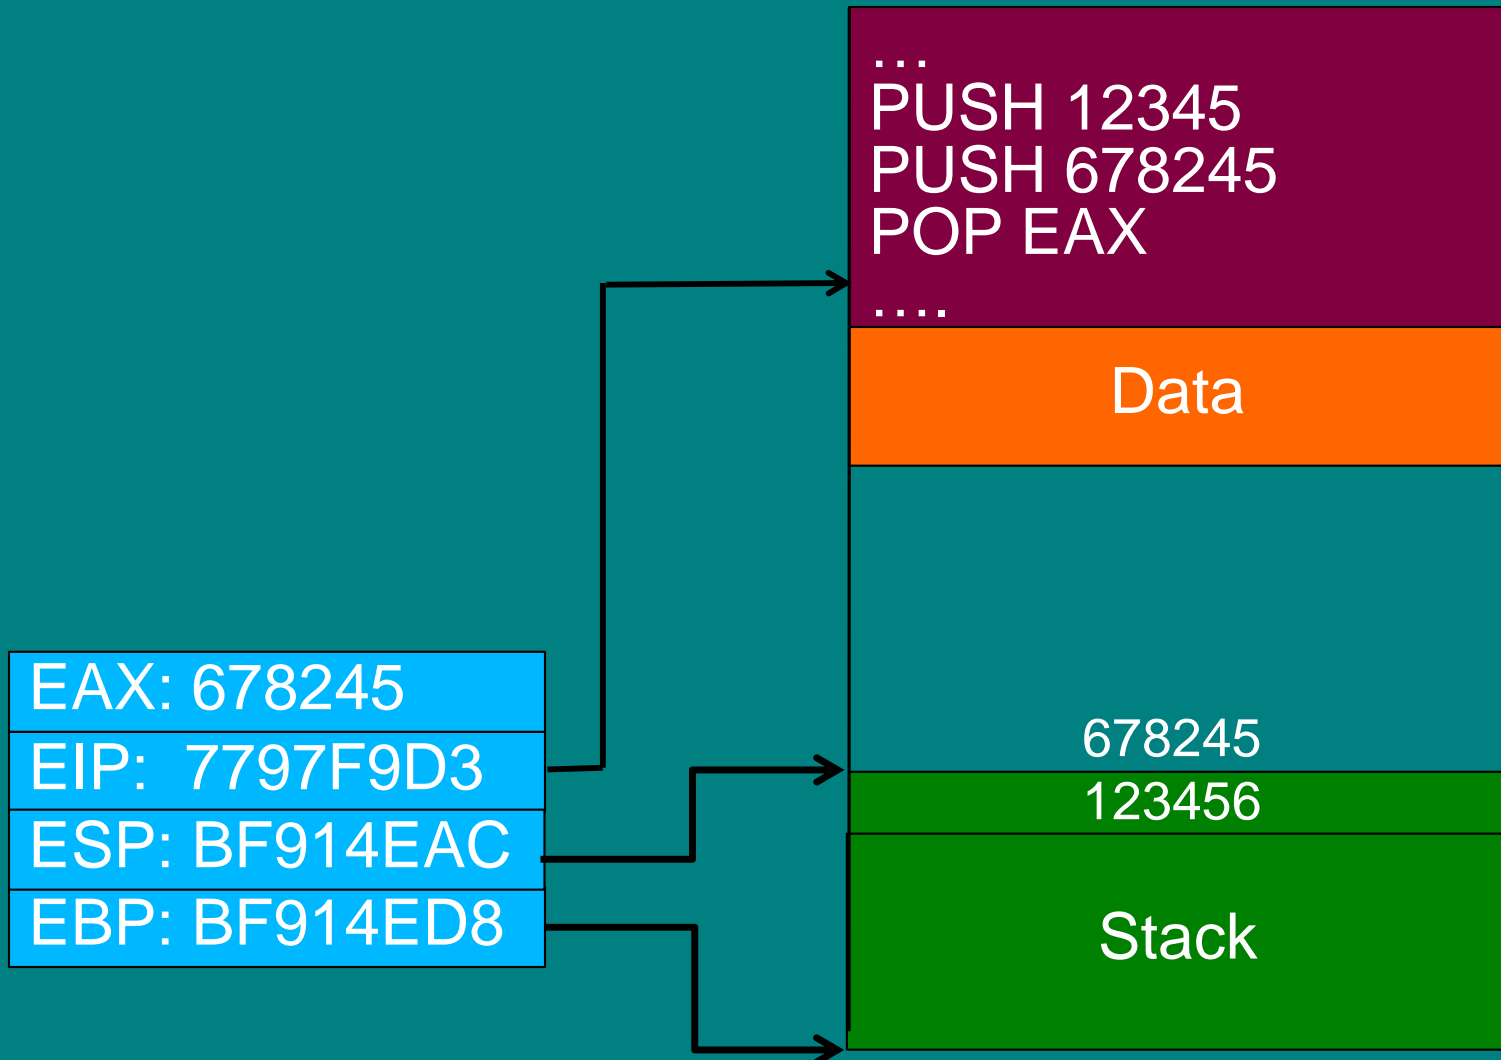 …
PUSH 12345
PUSH 678245
POP EAX
….
Data
678245
123456
Stack
EAX: 678245
EIP: 7797F9D3
ESP: BF914EAC
EBP: BF914ED8